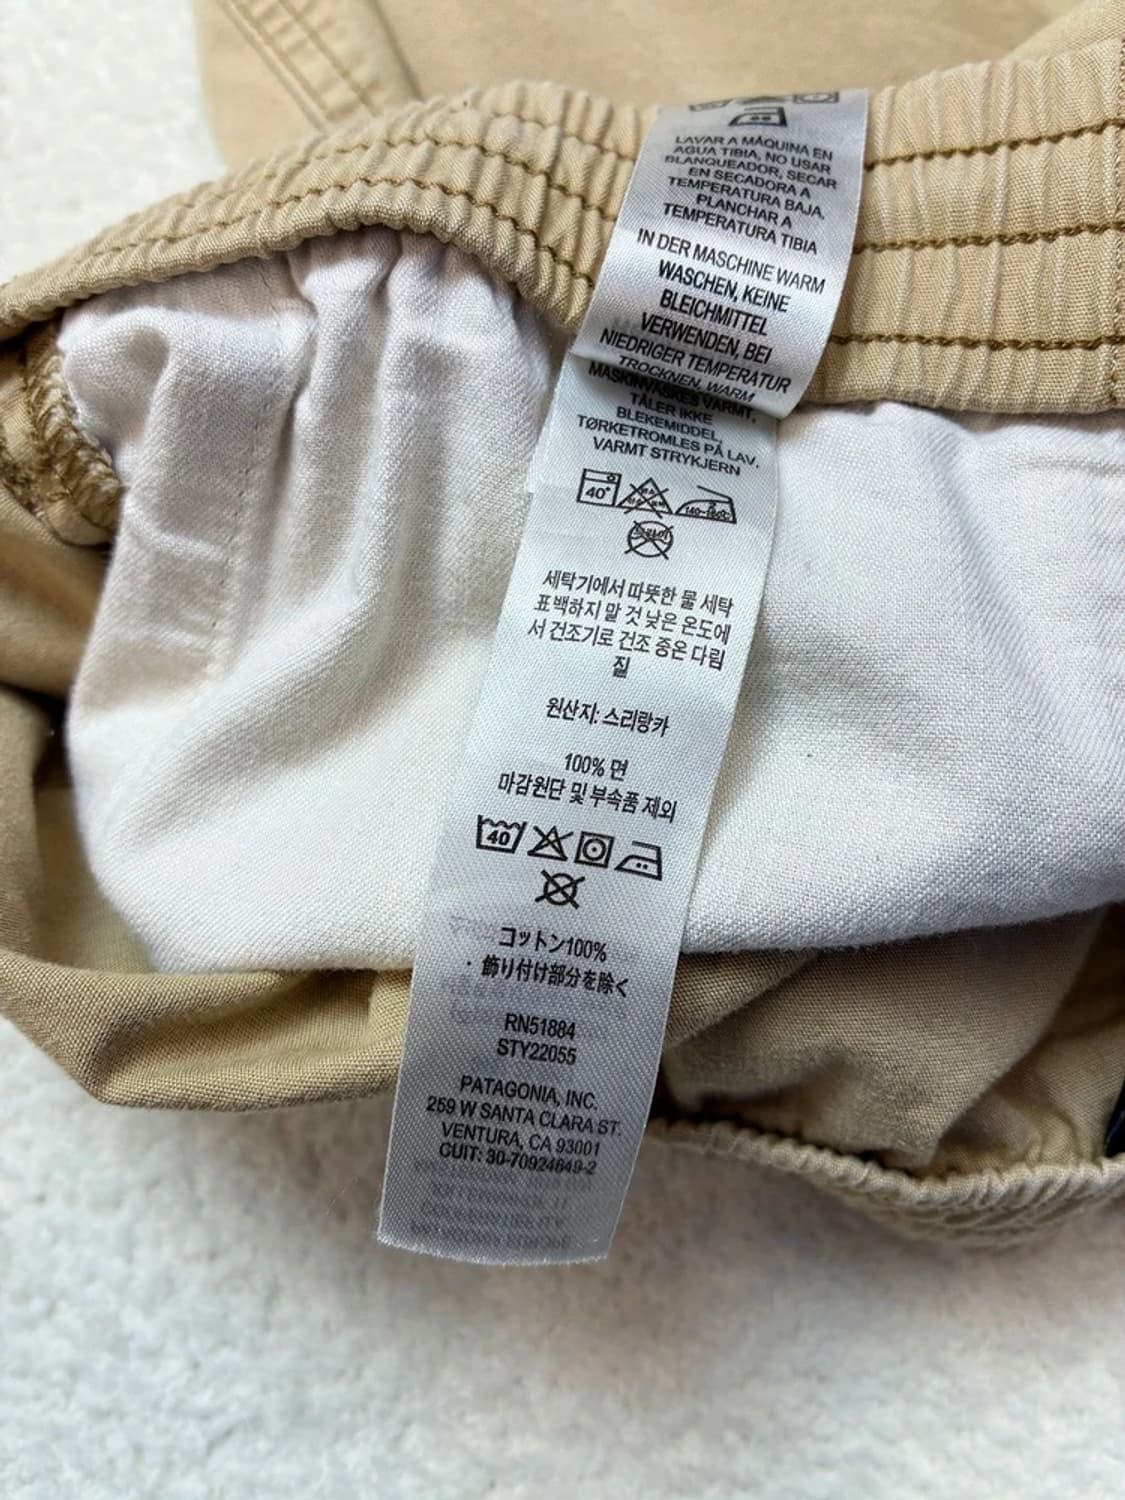 LAVAR A MÁQUINA EN
AGUA TIBIA, NO USAR
BLANQUEADOR, SECAR
EN SECADORA A
TEMPERATURA BAJA,
PLANCHAR A
TEMPERATURA TIBIA
IN DER MASCHINE WARM
WASCHEN, KEINE
BLEICHMITTEL
VERWENDEN, BEI
NIEDRIGER TEMPERATUR
TROCKNEN, WARM
MASKINVASKES VARMT,
TÅLER IKKE
BLEKEMIDDEL,
TØRKETROMLES PÅ LAV,
VARMT STRYKJERN
40°
140~160°C
드라이
세탁기에서 따뜻한 물 세탁
표백하지 말 것 낮은 온도에
서 건조기로 건조 중온 다림
질
원산지: 스리랑카
100% 면
마감원단 및 부속품 제외
40
コットン100%
・飾り付け部分を除く
RN51884
STY22055
PATAGONIA, INC.
259 W SANTA CLARA ST.
VENTURA, CA 93001
CUIT: 30-70924649-2